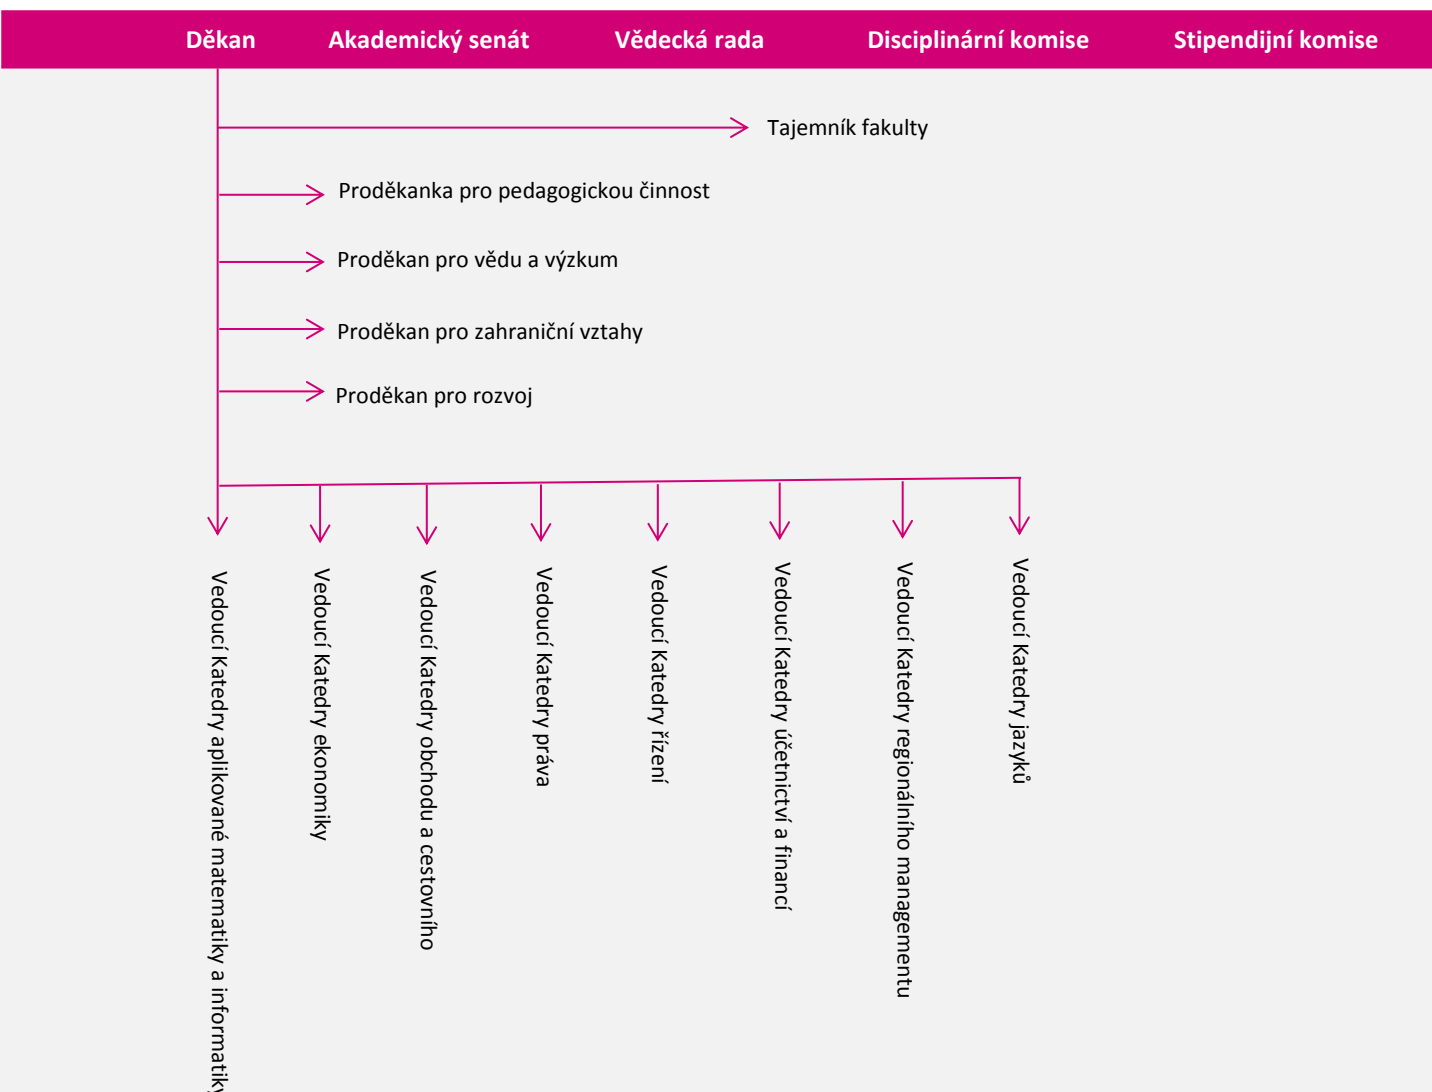 Děkan Akademický senát Vědecká rada Disciplinární komise Stipendijní komise
Tajemník fakulty
Proděkanka pro pedagogickou činnost
Proděkan pro vědu a výzkum
Proděkan pro zahraniční vztahy
Proděkan pro rozvoj
Vedoucí Katedry aplikované matematiky a informatiky
Vedoucí Katedry ekonomiky
Vedoucí Katedry obchodu a cestovního
Vedoucí Katedry práva
Vedoucí Katedry řízení
Vedoucí Katedry účetnictví a financí
Vedoucí Katedry regionálního managementu
Vedoucí Katedry jazyků